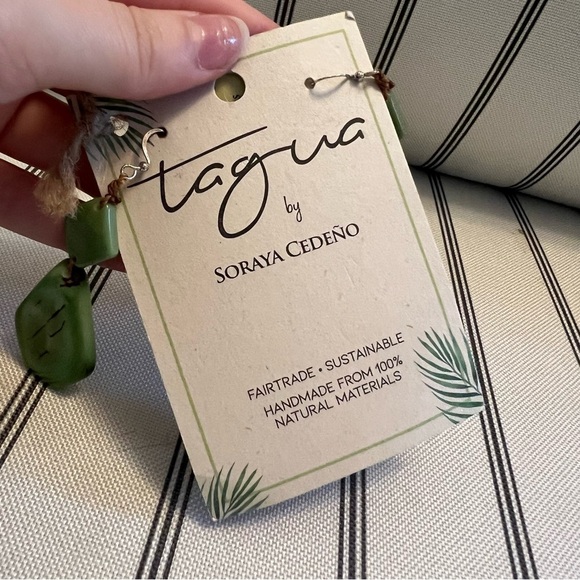 tagua
by
SORAYA CEDEÑO
FAIRTRADE • SUSTAINABLE
HANDMADE FROM 100%
NATURAL MATERIALS